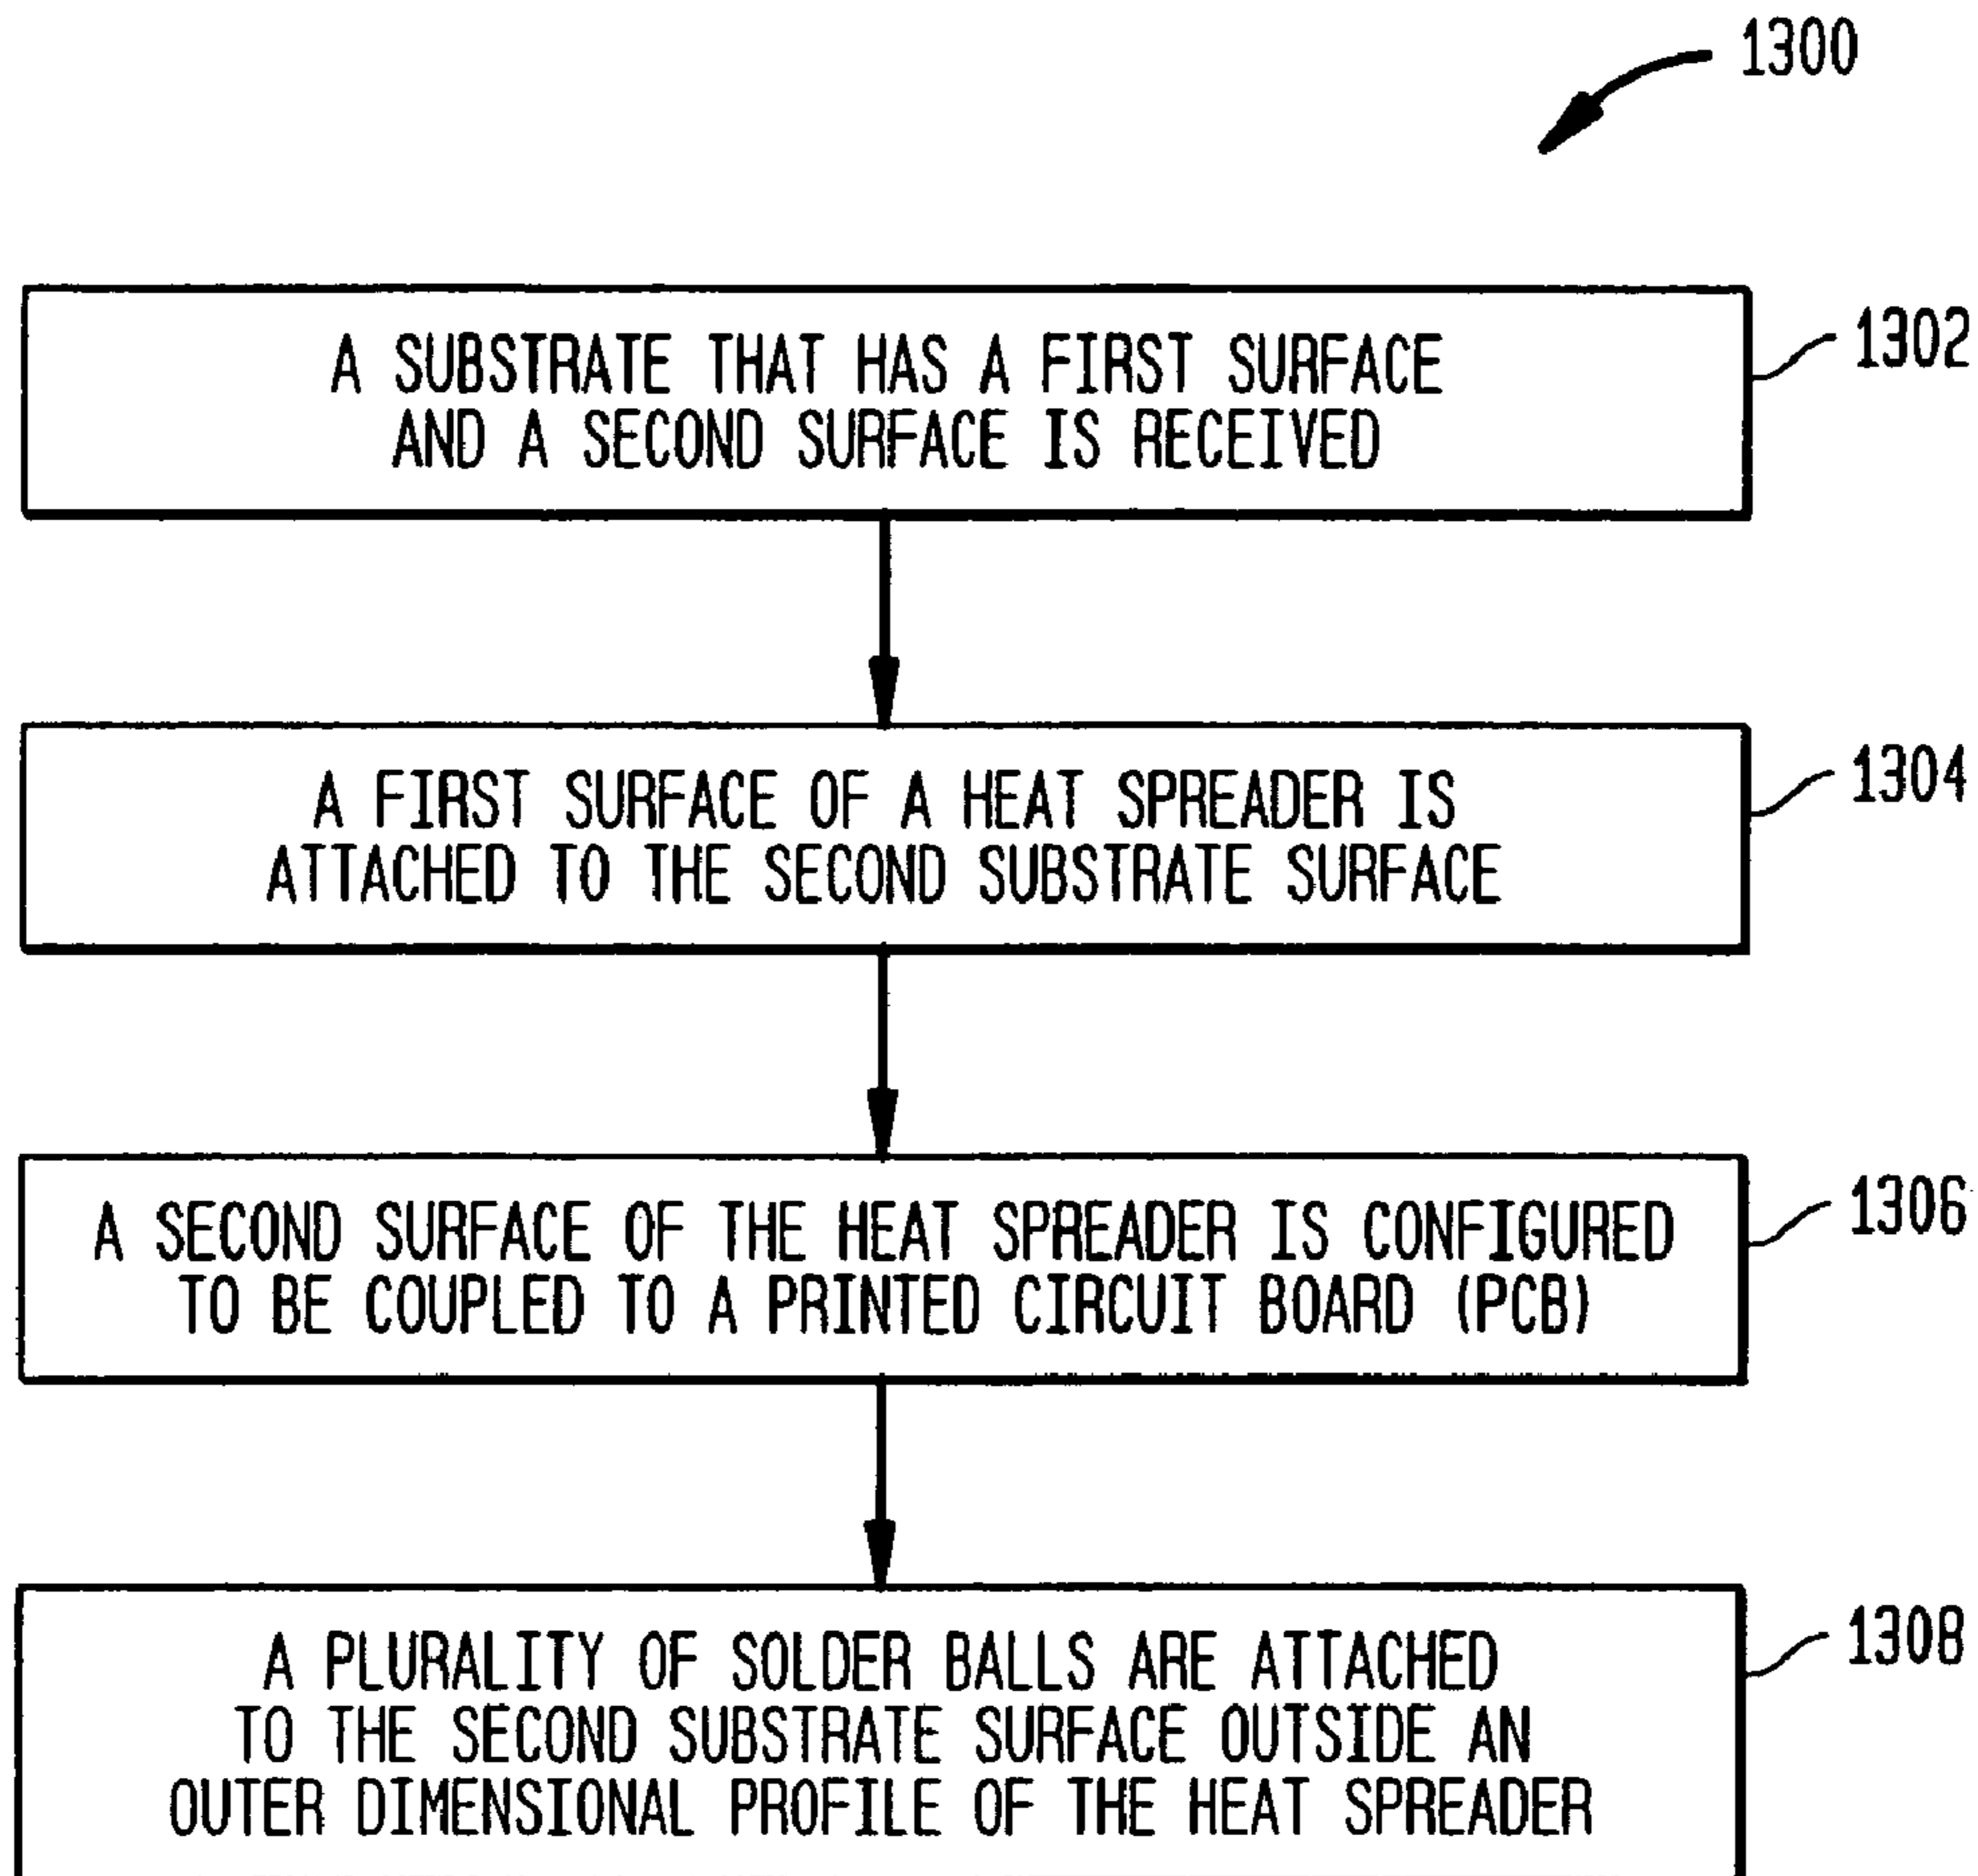 1300
A SUBSTRATE THAT HAS A FIRST SURFACE
AND A SECOND SURFACE IS RECEIVED
1302
A FIRST SURFACE OF A HEAT SPREADER IS
ATTACHED TO THE SECOND SUBSTRATE SURFACE
1304
A SECOND SURFACE OF THE HEAT SPREADER IS CONFIGURED
TO BE COUPLED TO A PRINTED CIRCUIT BOARD (PCB)
1306
A PLURALITY OF SOLDER BALLS ARE ATTACHED
TO THE SECOND SUBSTRATE SURFACE OUTSIDE AN
OUTER DIMENSIONAL PROFILE OF THE HEAT SPREADER
1308